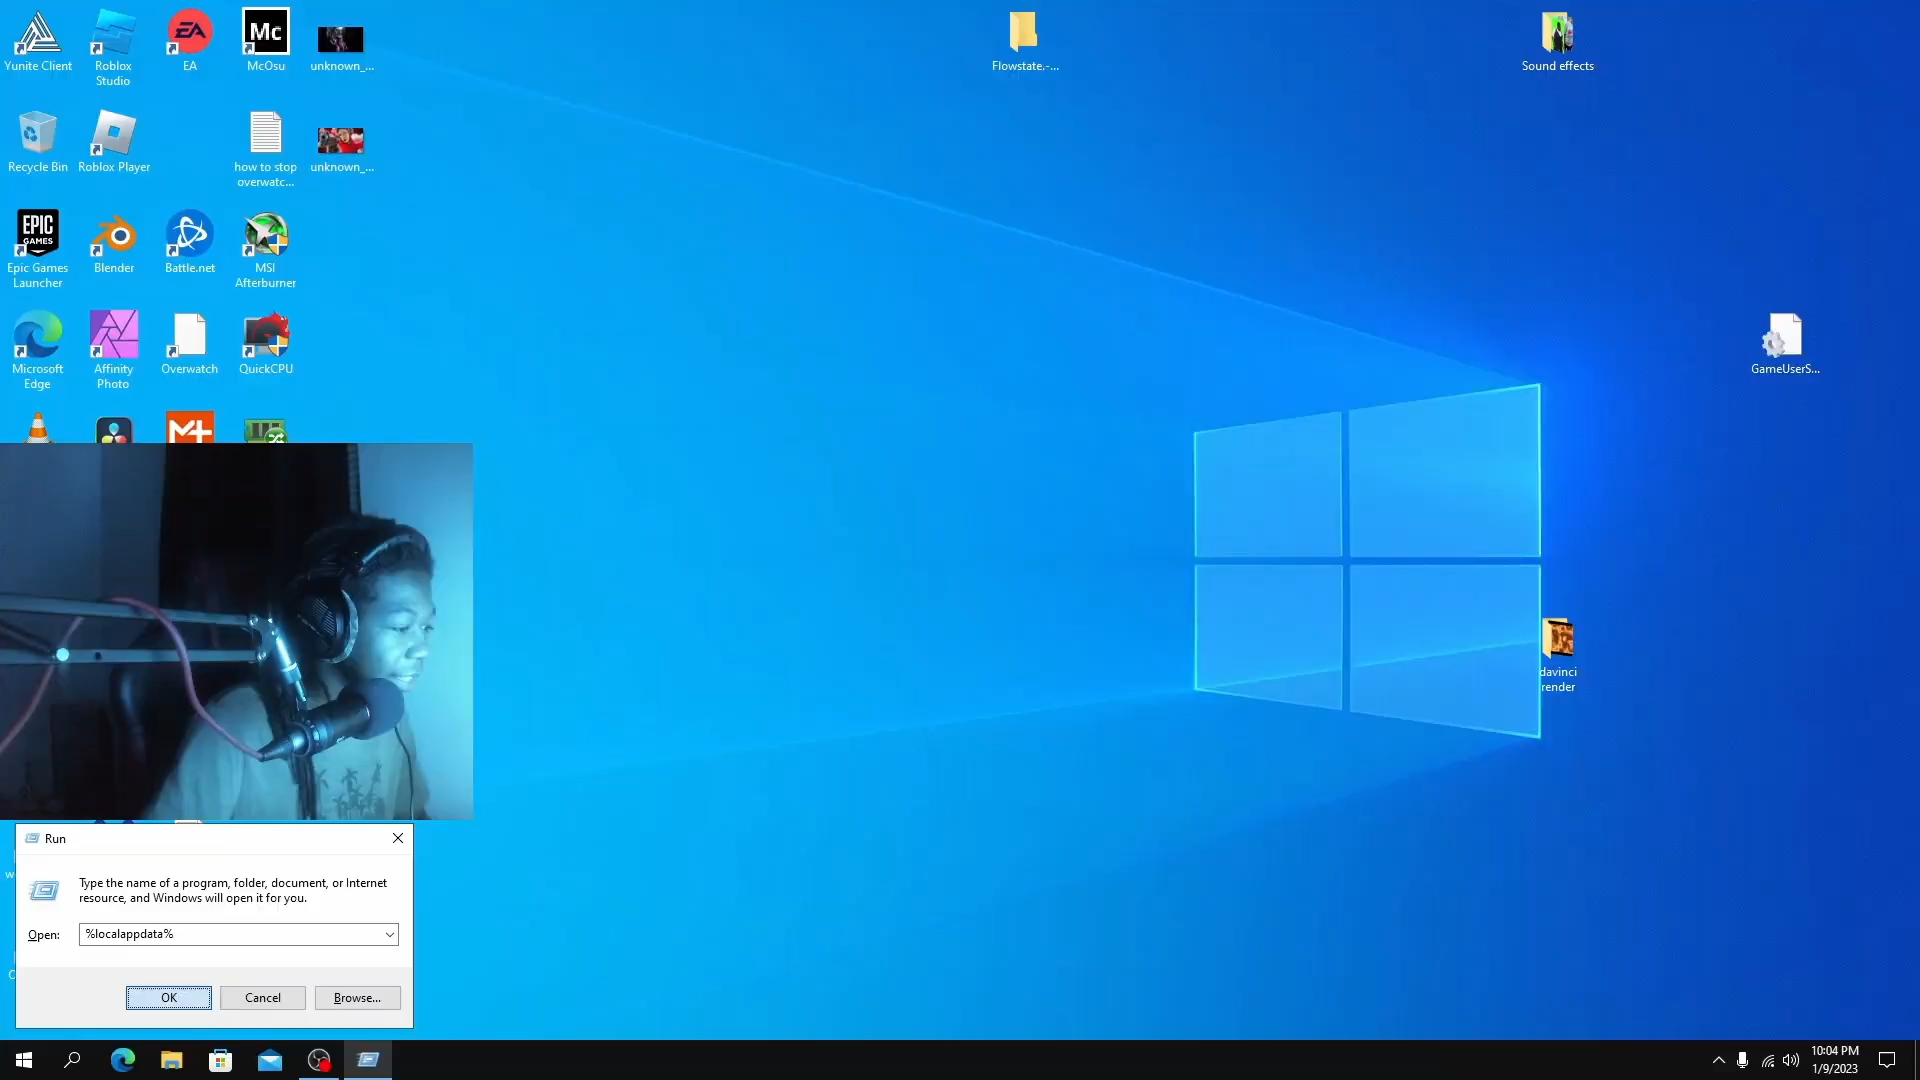 Yunite Client
Roblox
Studio
EA
EA
Mc
McOsu
unknown_...
Flowstate.-...
Sound effects
Recycle Bin
Roblox Player
how to stop
overwatc...
unknown_...
EPIC
GAMES
Epic Games
Launcher
Blender
Battle.net
MSI
Afterburner
Microsoft
Edge
Affinity
Photo
Overwatch
QuickCPU
GameUserS...
M+
davinci
render
Run
Type the name of a program, folder, document, or Internet
resource, and Windows will open it for you.
Open:
%localappdata%
OK
Cancel
Browse...
10:04 PM
1/9/2023